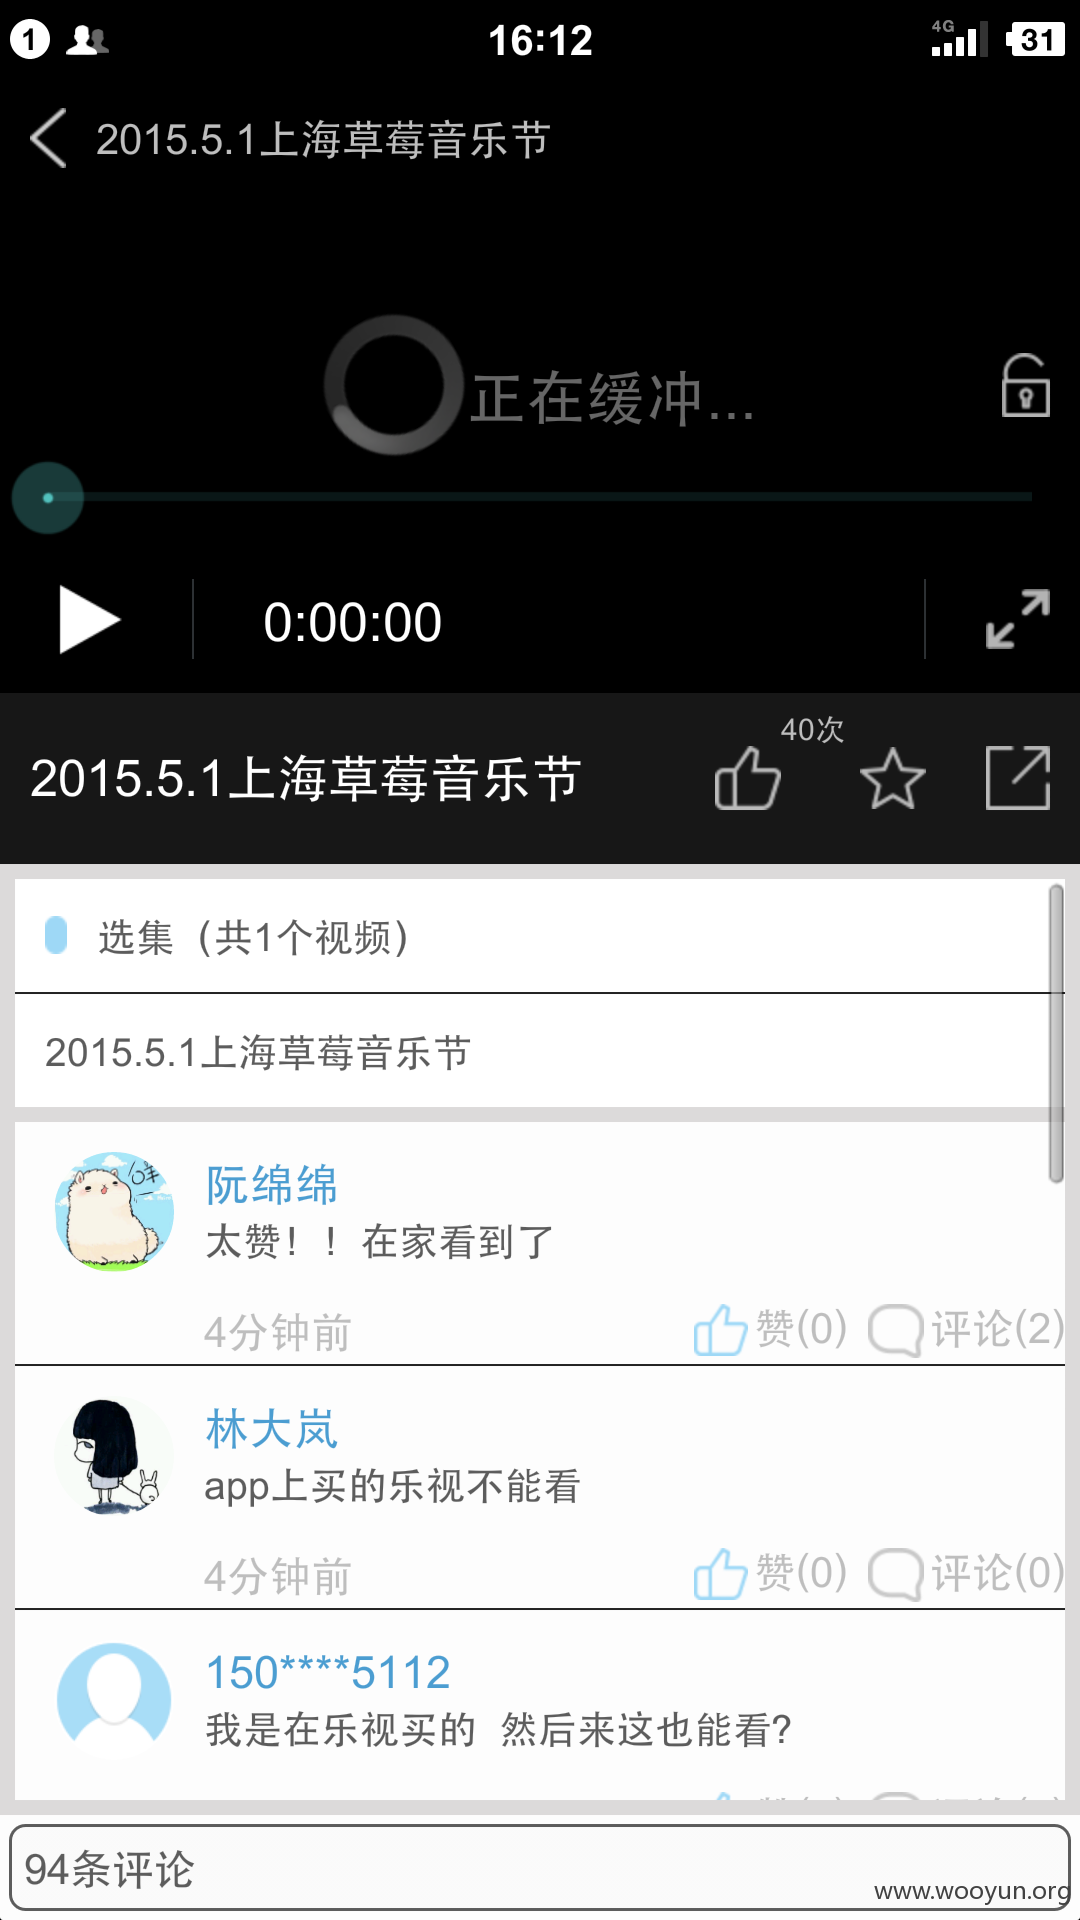 1
16:12
4G
31
2015.5.1上海草莓音乐节
正在缓冲...
0:00:00
40次
2015.5.1上海草莓音乐节
选集（共1个视频）
2015.5.1上海草莓音乐节
咩
阮绵绵
太赞！！在家看到了
4分钟前
赞(0)
评论(2)
林大岚
app上买的乐视不能看
4分钟前
赞(0)
评论(0)
150****5112
我是在乐视买的 然后来这也能看?
94条评论
www.wooyun.org